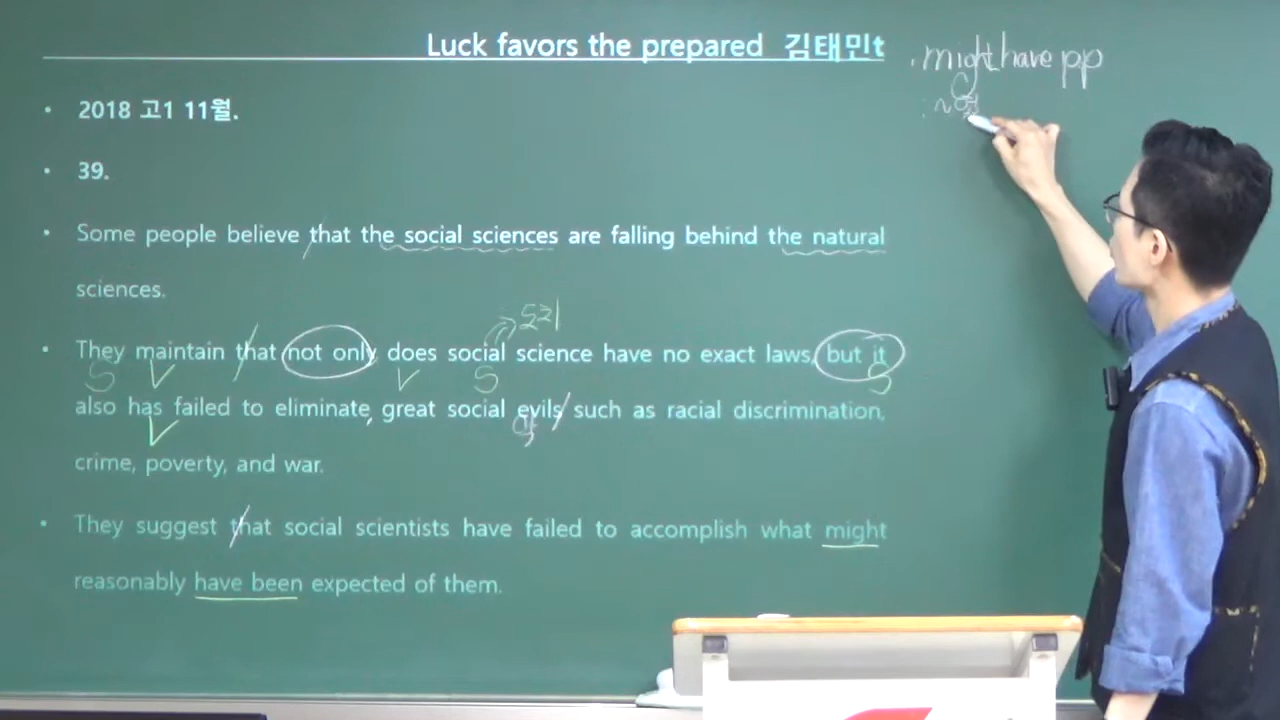 Luck favors the prepared 김태민t
might have pp
• 2018 고1 11월.
• 39.
• Some people believe that the social sciences are falling behind the natural
sciences.
도치
• They maintain that not only does social science have no exact laws, but it
S V V S S
also has failed to eliminate, great social evils such as racial discrimination,
V
crime, poverty, and war.
• They suggest that social scientists have failed to accomplish what might
reasonably have been expected of them.